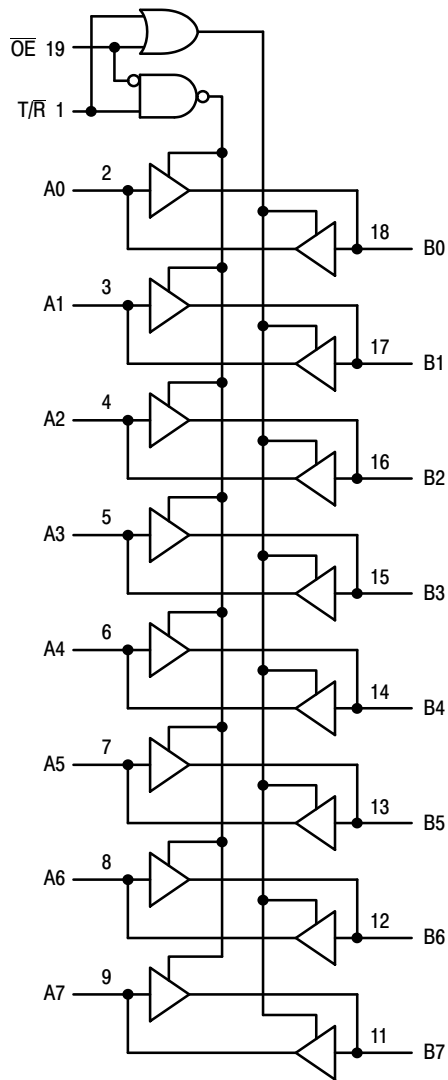 O̅E̅ 19
T/R̅ 1
A0 2
18 B0
A1 3
17 B1
A2 4
16 B2
A3 5
15 B3
A4 6
14 B4
A5 7
13 B5
A6 8
12 B6
A7 9
11 B7